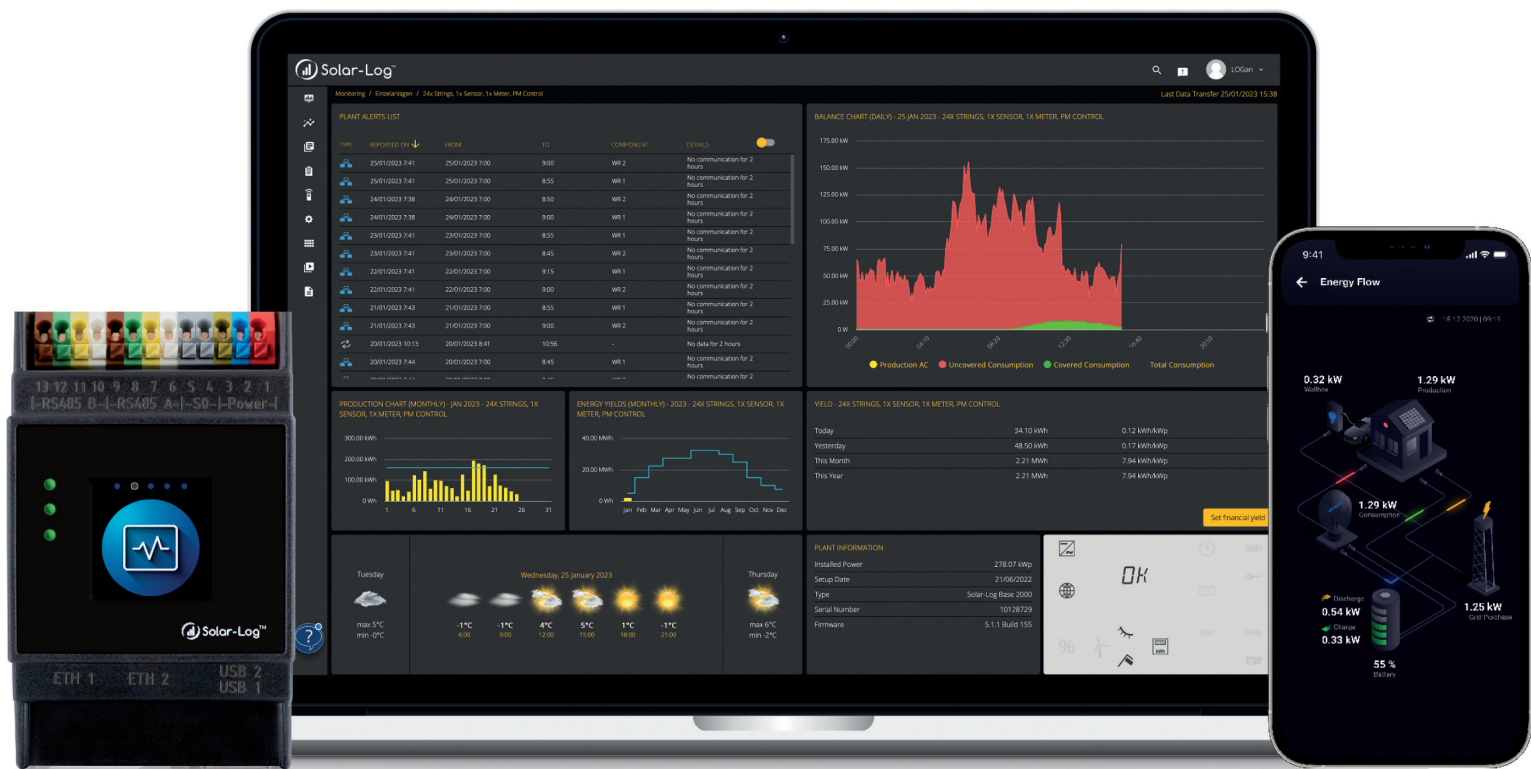 Solar-Log™
LOGan
Monitoring / Einzelanlagen / 24x Strings, 1x Sensor, 1x Meter, PM Control
Last Data Transfer 25/01/2023 15:38
PLANT ALERTS LIST
TYPE REPORTED ON FROM TO COMPONENT DETAILS
25/01/2023 7:41 25/01/2023 7:00 9:00 WR 2 No communication for 2
hours
25/01/2023 7:41 25/01/2023 7:00 8:55 WR 1 No communication for 2
hours
24/01/2023 7:38 24/01/2023 7:00 8:50 WR 2 No communication for 2
hours
24/01/2023 7:38 24/01/2023 7:00 9:00 WR 1 No communication for 2
hours
23/01/2023 7:41 23/01/2023 7:00 8:55 WR 1 No communication for 2
hours
23/01/2023 7:41 23/01/2023 7:00 8:45 WR 2 No communication for 2
hours
22/01/2023 7:41 22/01/2023 7:00 9:15 WR 1 No communication for 2
hours
22/01/2023 7:41 22/01/2023 7:00 9:00 WR 2 No communication for 2
hours
21/01/2023 7:43 21/01/2023 7:00 8:55 WR 1 No communication for 2
hours
21/01/2023 7:43 21/01/2023 7:00 9:00 WR 2 No communication for 2
hours
20/01/2023 10:13 20/01/2023 8:41 10:56 - No data for 2 hours
20/01/2023 7:44 20/01/2023 7:00 8:45 WR 1 No communication for 2
hours
No communication for 2
BALANCE CHART (DAILY) - 25 JAN 2023 - 24X STRINGS, 1X SENSOR, 1X METER, PM CONTROL
175.00 kW
150.00 kW
125.00 kW
100.00 kW
75.00 kW
50.00 kW
25.00 kW
0 W
00:00 04:10 08:20 12:30 16:40 20:50
Production AC Uncovered Consumption Covered Consumption Total Consumption
PRODUCTION CHART (MONTHLY) - JAN 2023 - 24X STRINGS, 1X
SENSOR, 1X METER, PM CONTROL
300.00 kWh
200.00 kWh
100.00 kWh
0 Wh
1 6 11 16 21 26 31
ENERGY YIELDS (MONTHLY) - 2023 - 24X STRINGS, 1X SENSOR, 1X
METER, PM CONTROL
40.00 MWh
20.00 MWh
0 Wh
Jan Feb Mar Apr May Jun Jul Aug Sep Oct Nov Dec
YIELD - 24X STRINGS, 1X SENSOR, 1X METER, PM CONTROL
Today 34.10 kWh 0.12 kWh/kWp
Yesterday 48.50 kWh 0.17 kWh/kWp
This Month 2.21 MWh 7.94 kWh/kWp
This Year 2.21 MWh 7.94 kWh/kWp
Set financial yield
Tuesday
max 5°C
min -0°C
Wednesday, 25 January 2023
-1°C -1°C 4°C 5°C 1°C -1°C
6:00 9:00 12:00 15:00 18:00 21:00
Thursday
max 6°C
min -2°C
PLANT INFORMATION
Installed Power 278.07 kWp
Setup Date 21/06/2022
Type Solar-Log Base 2000
Serial Number 10128729
Firmware 5.1.1 Build 155
OK
WiFi
%
?
13 12 11 10 9 8 7 6 5 4 3 2 1
|-RS485 B-|-RS485 A-|-S0-|-Power-|
Solar-Log™
ETH 1 ETH 2 USB 2
USB 1
9:41
Energy Flow
0.32 kW
Wallbox
1.29 kW
Production
1.29 kW
Consumption
Discharge
0.54 kW
Charge
0.33 kW
1.25 kW
Grid Purchase
55 %
Battery